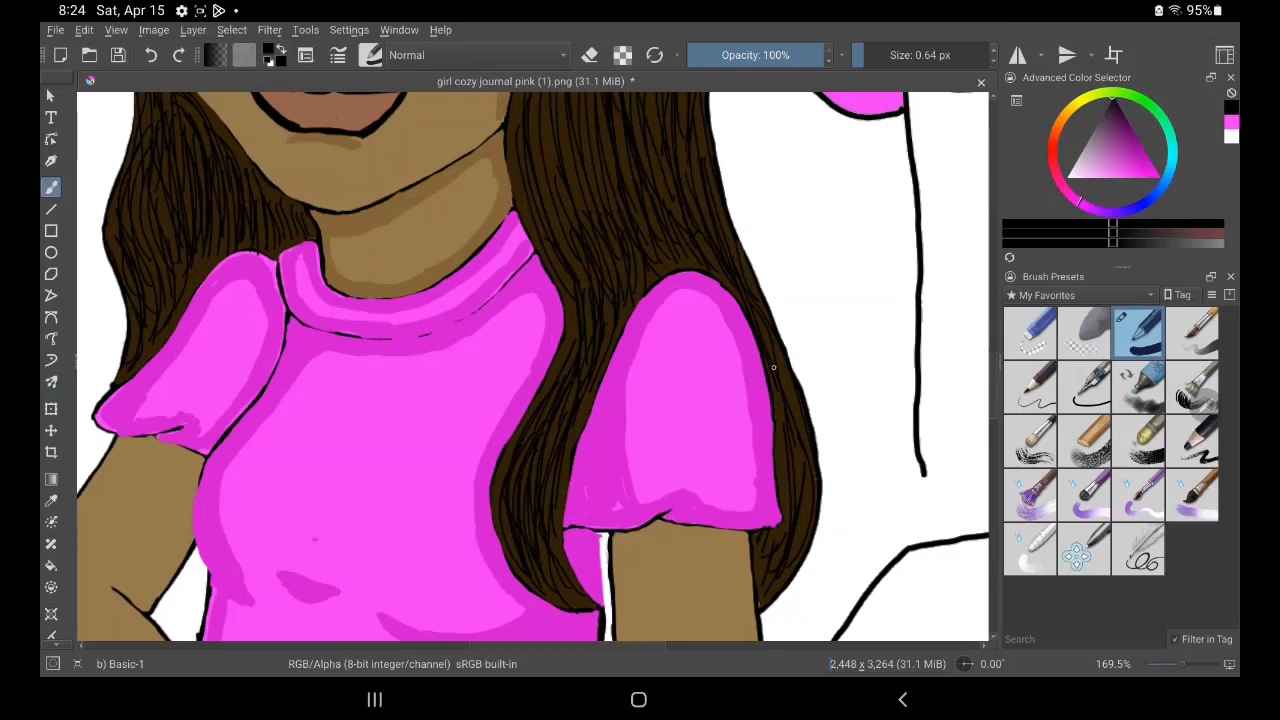 8:24 Sat, Apr 15 95%
File Edit View Image Layer Select Filter Tools Settings Window Help
Normal Opacity: 100% Size: 0.64 px
girl cozy journal pink (1).png (31.1 MiB) *
Advanced Color Selector
Brush Presets
My Favorites Tag
Search Filter in Tag
b) Basic-1 RGB/Alpha (8-bit integer/channel) sRGB built-in 2,448 x 3,264 (31.1 MiB) 0.00° 169.5%